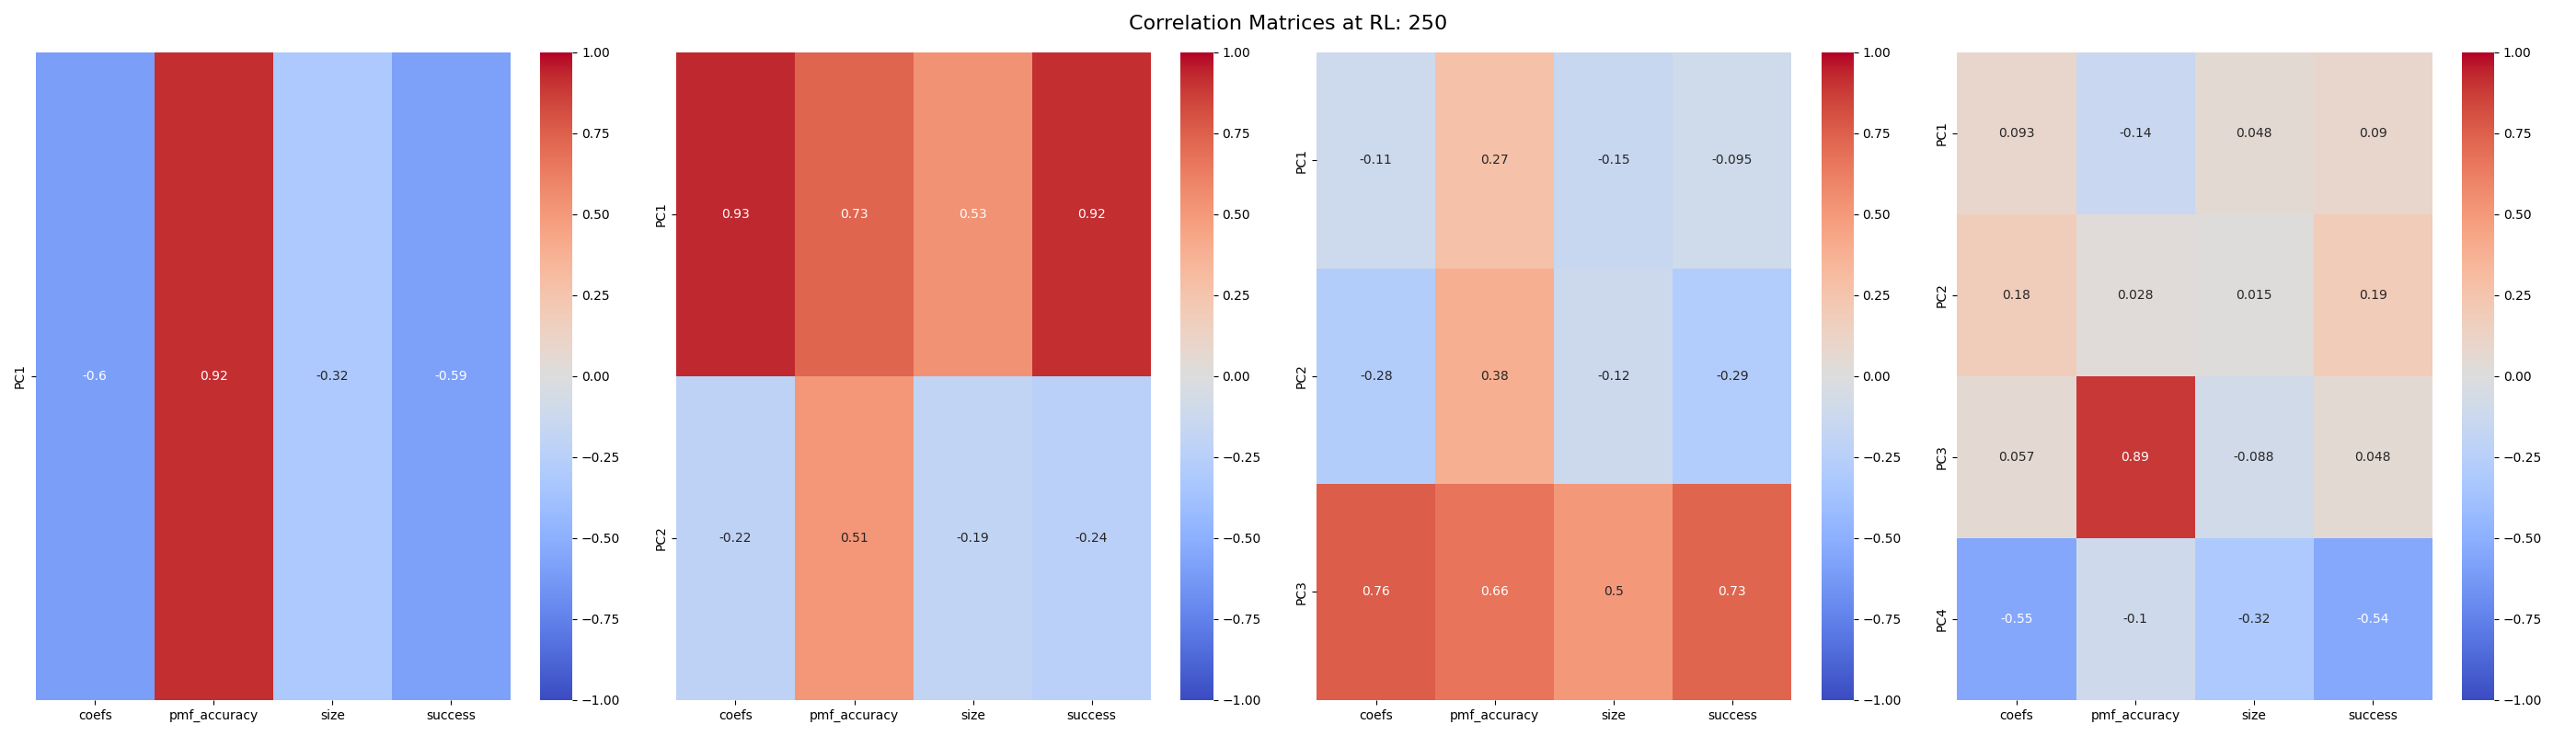 Correlation Matrices at RL: 250
PC1
-0.6 0.92 -0.32 -0.59
coefs pmf_accuracy size success
1.00
0.75
0.50
0.25
0.00
−0.25
−0.50
−0.75
−1.00
PC1
0.93 0.73 0.53 0.92
PC2
-0.22 0.51 -0.19 -0.24
coefs pmf_accuracy size success
1.00
0.75
0.50
0.25
0.00
−0.25
−0.50
−0.75
−1.00
PC1
-0.11 0.27 -0.15 -0.095
PC2
-0.28 0.38 -0.12 -0.29
PC3
0.76 0.66 0.5 0.73
coefs pmf_accuracy size success
1.00
0.75
0.50
0.25
0.00
−0.25
−0.50
−0.75
−1.00
PC1
0.093 -0.14 0.048 0.09
PC2
0.18 0.028 0.015 0.19
PC3
0.057 0.89 -0.088 0.048
PC4
-0.55 -0.1 -0.32 -0.54
coefs pmf_accuracy size success
1.00
0.75
0.50
0.25
0.00
−0.25
−0.50
−0.75
−1.00